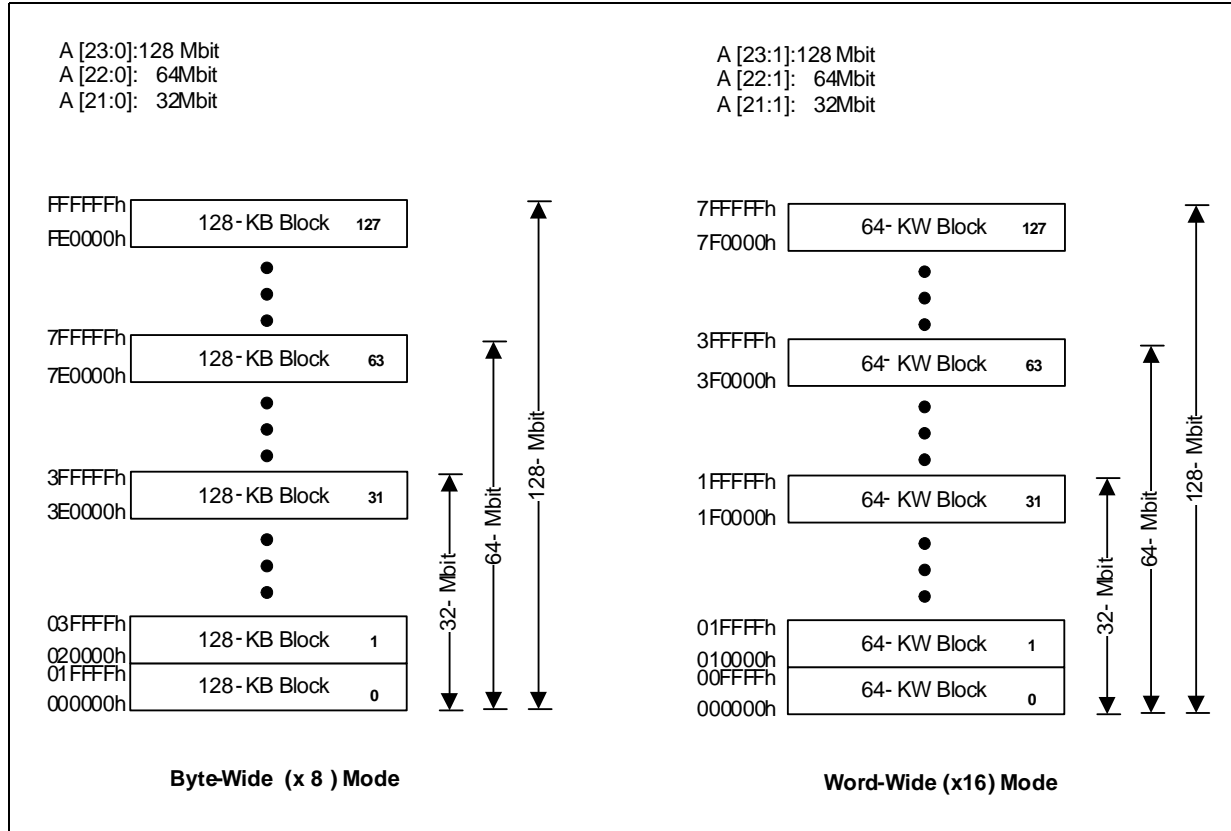 A [23:0]:128 Mbit
A [22:0]: 64Mbit
A [21:0]: 32Mbit
FFFFFFh
FE0000h
128-KB Block 127
7FFFFFh
7E0000h
128-KB Block 63
3FFFFFh
3E0000h
128-KB Block 31
03FFFFh
020000h
128-KB Block 1
01FFFFh
000000h
128-KB Block 0
32- Mbit
64- Mbit
128- Mbit
Byte-Wide (x 8 ) Mode
A [23:1]:128 Mbit
A [22:1]: 64Mbit
A [21:1]: 32Mbit
7FFFFFh
7F0000h
64- KW Block 127
3FFFFFh
3F0000h
64- KW Block 63
1FFFFFh
1F0000h
64- KW Block 31
01FFFFh
010000h
64- KW Block 1
00FFFFh
000000h
64- KW Block 0
32- Mbit
64- Mbit
128- Mbit
Word-Wide (x16) Mode